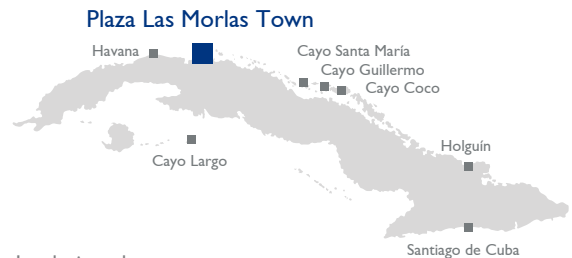 Plaza Las Morlas Town
Havana
Cayo Santa María
Cayo Guillermo
Cayo Coco
Cayo Largo
Holguín
Santiago de Cuba